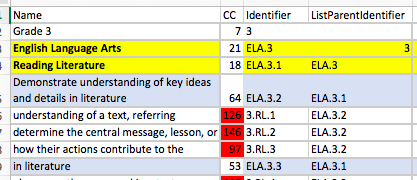 Name CC Identifier ListParentIdentifier
Grade 3 7 3
English Language Arts 21 ELA.3 3
Reading Literature 18 ELA.3.1 ELA.3
Demonstrate understanding of key ideas
and details in literature 64 ELA.3.2 ELA.3.1
understanding of a text, referring 126 3.RL.1 ELA.3.2
determine the central message, lesson, or 146 3.RL.2 ELA.3.2
how their actions contribute to the 97 3.RL.3 ELA.3.2
in literature 53 ELA.3.3 ELA.3.1